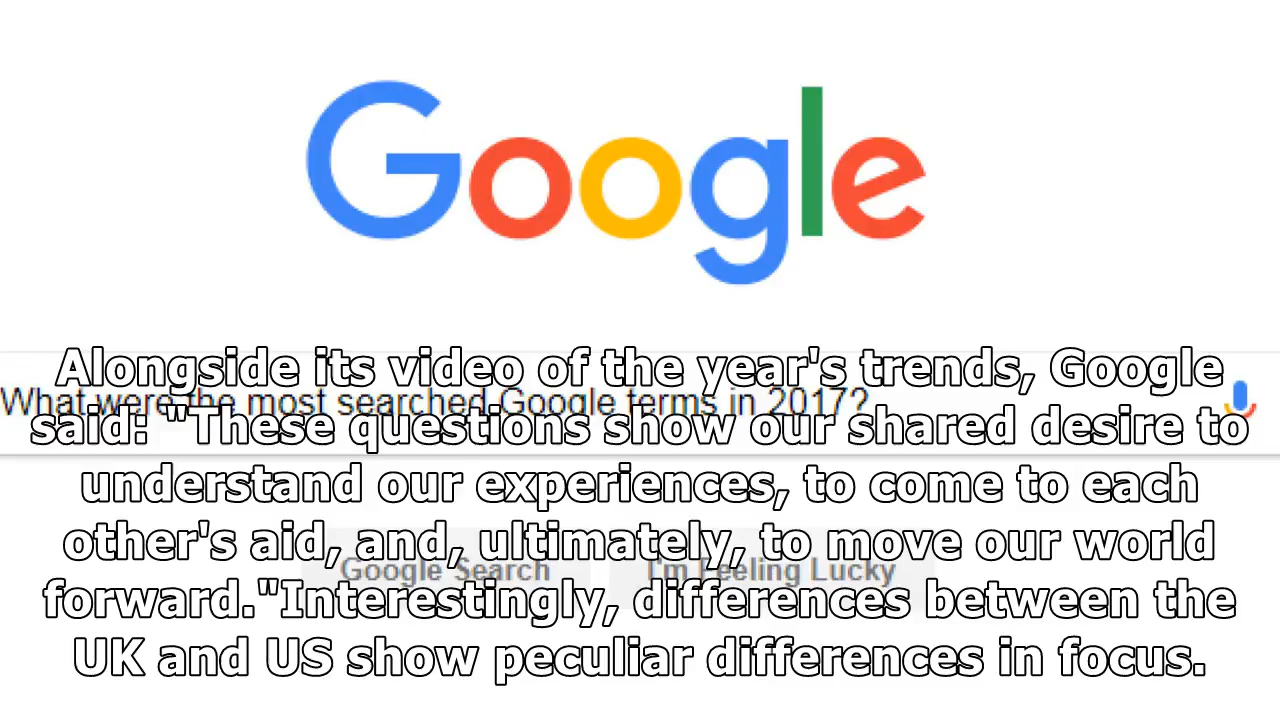 Google
Alongside its video of the year's trends, Google
What were the most searched Google terms in 2017?
said: "These questions show our shared desire to
understand our experiences, to come to each
other's aid, and, ultimately, to move our world
Google Search I'm Feeling Lucky
forward."Interestingly, differences between the
UK and US show peculiar differences in focus.